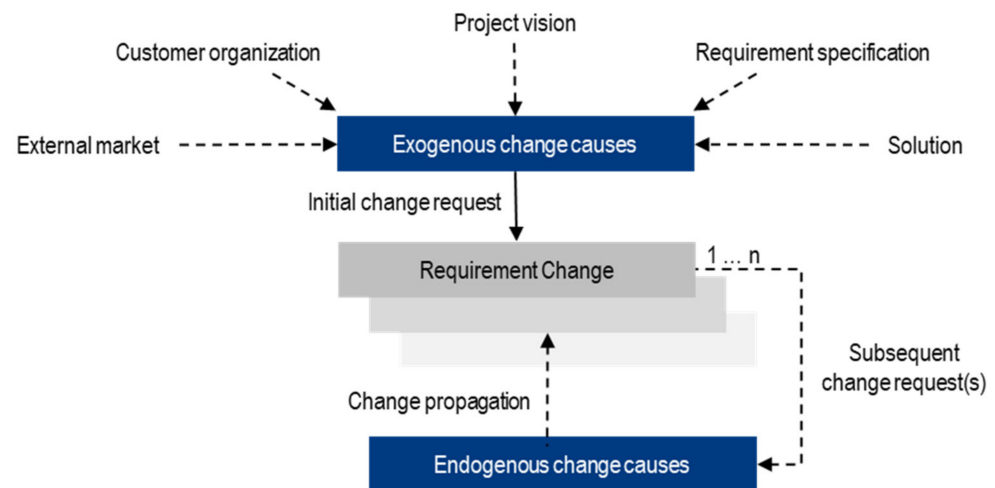 Project vision
Customer organization
Requirement specification
External market
Exogenous change causes
Solution
Initial change request
1 ... n
Requirement Change
Subsequent
change request(s)
Change propagation
Endogenous change causes